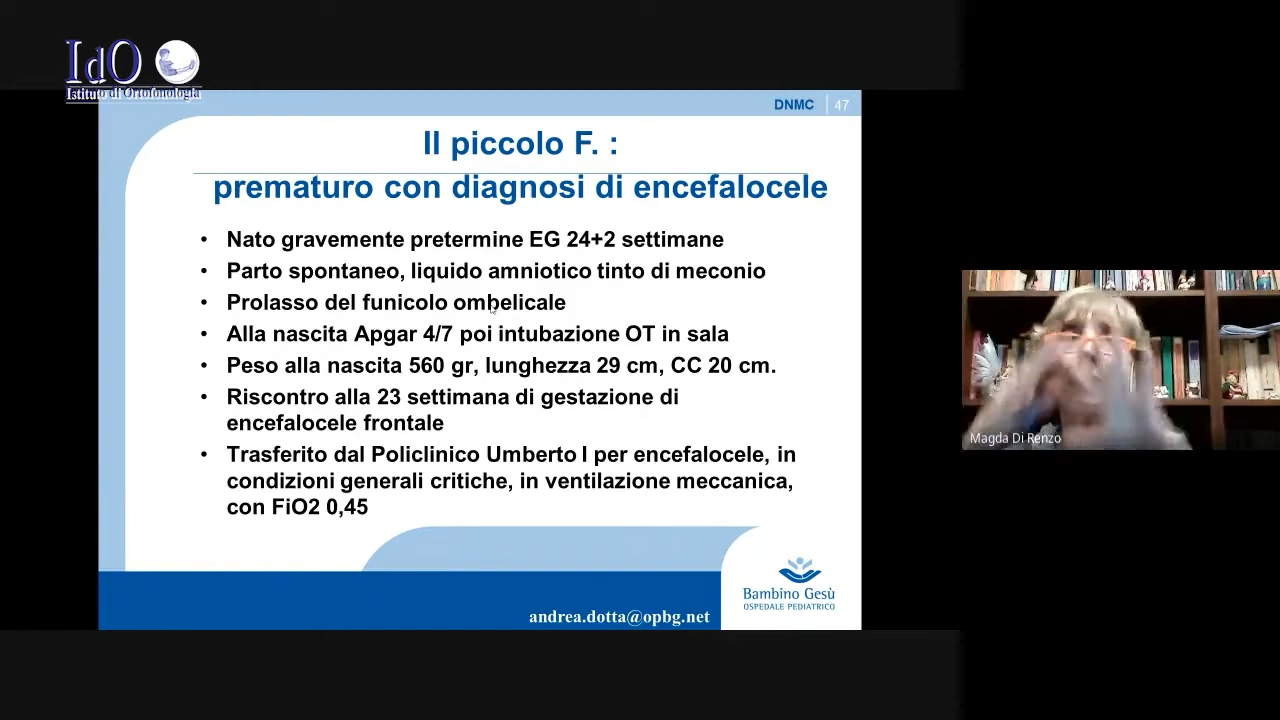 IdO
Istituto di Ortofonologia
DNMC 47
Il piccolo F. :
prematuro con diagnosi di encefalocele
• Nato gravemente pretermine EG 24+2 settimane
• Parto spontaneo, liquido amniotico tinto di meconio
• Prolasso del funicolo ombelicale
• Alla nascita Apgar 4/7 poi intubazione OT in sala
• Peso alla nascita 560 gr, lunghezza 29 cm, CC 20 cm.
• Riscontro alla 23 settimana di gestazione di
encefalocele frontale
• Trasferito dal Policlinico Umberto I per encefalocele, in
condizioni generali critiche, in ventilazione meccanica,
con FiO2 0,45
Magda Di Renzo
Bambino Gesù
OSPEDALE PEDIATRICO
andrea.dotta@opbg.net